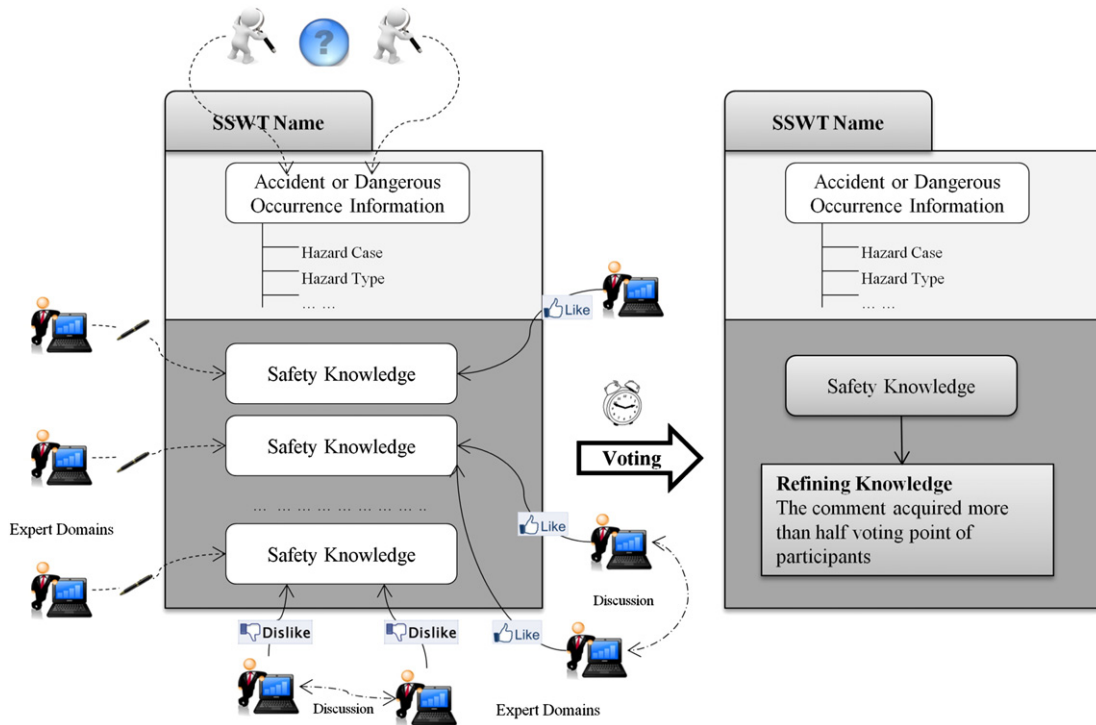 ?
SSWT Name
Accident or Dangerous
Occurrence Information
Hazard Case
Hazard Type
... ...
Like
Safety Knowledge
Safety Knowledge
... ... ... ... ... ... ... ... ...
Safety Knowledge
Expert Domains
Like
Discussion
Dislike
Dislike
Like
Discussion
Expert Domains
Voting
SSWT Name
Accident or Dangerous
Occurrence Information
Hazard Case
Hazard Type
... ...
Safety Knowledge
Refining Knowledge
The comment acquired more
than half voting point of
participants